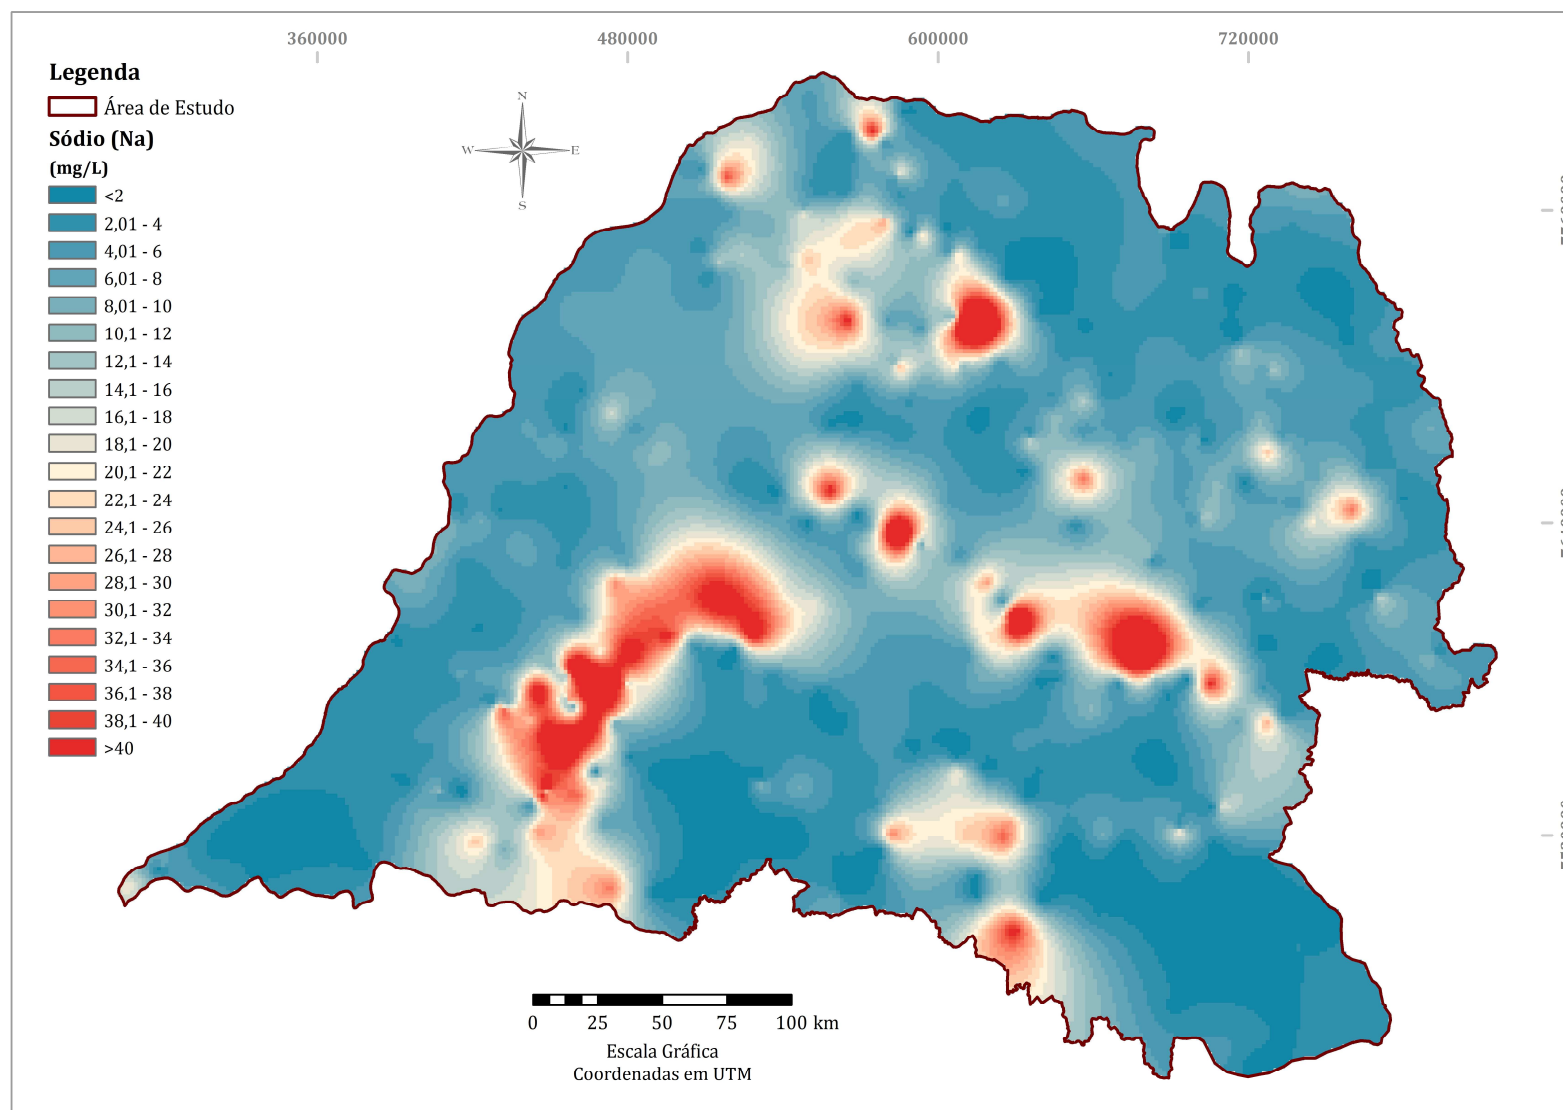 360000 480000 600000 720000
Legenda
Área de Estudo
Sódio (Na)
(mg/L)
<2
2,01 - 4
4,01 - 6
6,01 - 8
8,01 - 10
10,1 - 12
12,1 - 14
14,1 - 16
16,1 - 18
18,1 - 20
20,1 - 22
22,1 - 24
24,1 - 26
26,1 - 28
28,1 - 30
30,1 - 32
32,1 - 34
34,1 - 36
36,1 - 38
38,1 - 40
>40
N
W E
S
0 25 50 75 100 km
Escala Gráfica
Coordenadas em UTM